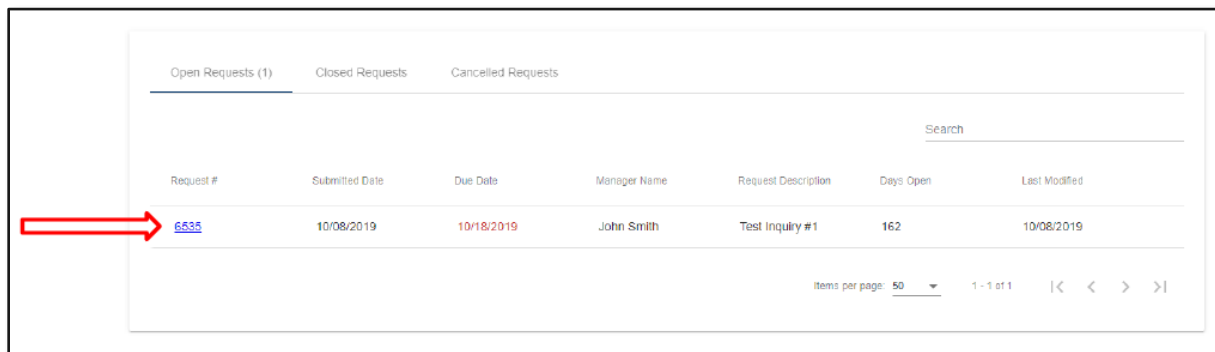 Open Requests (1) Closed Requests Cancelled Requests
Search
Request # Submitted Date Due Date Manager Name Request Description Days Open Last Modified
6535 10/08/2019 10/18/2019 John Smith Test Inquiry #1 162 10/08/2019
Items per page: 50 1 - 1 of 1